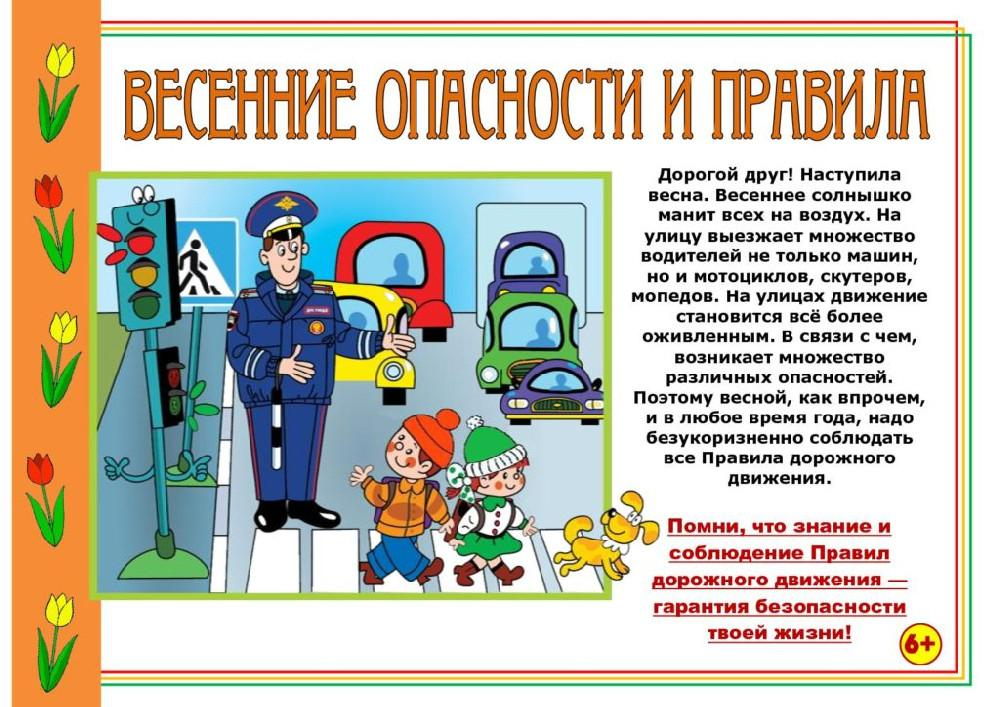 ВЕСЕННИЕ ОПАСНОСТИ И ПРАВИЛА
Дорогой друг! Наступила
весна. Весеннее солнышко
манит всех на воздух. На
улицу выезжает множество
водителей не только машин,
но и мотоциклов, скутеров,
мопедов. На улицах движение
становится всё более
оживленным. В связи с чем,
возникает множество
различных опасностей.
Поэтому весной, как впрочем,
и в любое время года, надо
безукоризненно соблюдать
все Правила дорожного
движения.
Помни, что знание и
соблюдение Правил
дорожного движения —
гарантия безопасности
твоей жизни!
6+